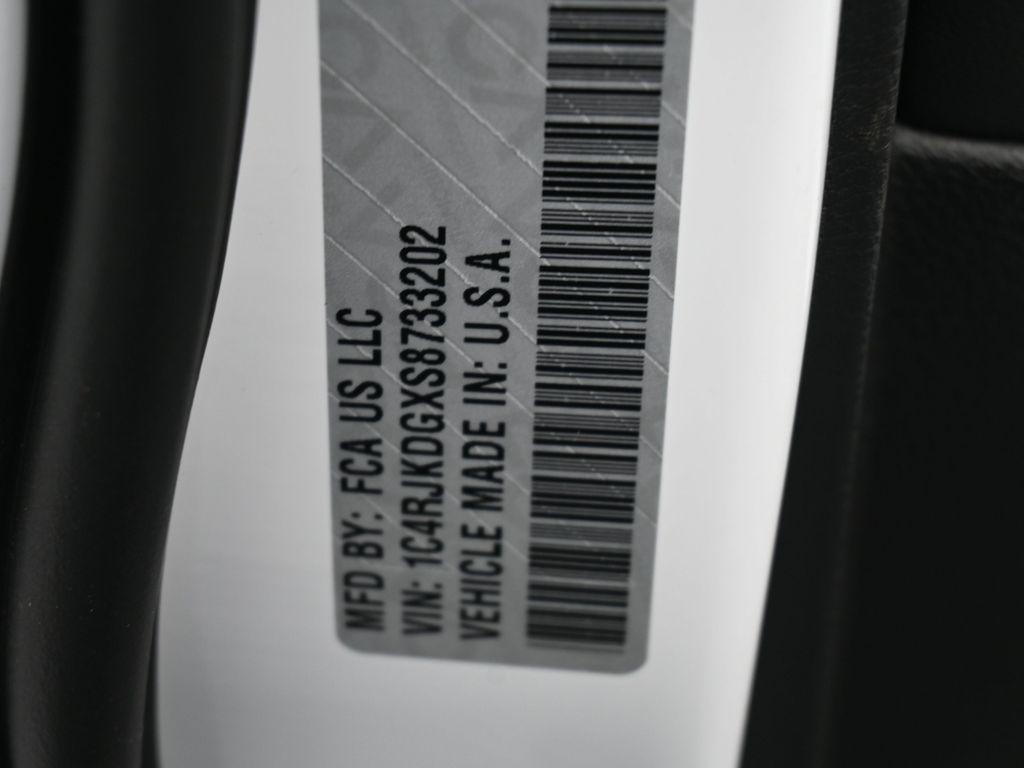 MFD BY: FCA US LLC
VIN: 1C4RJKDGXS8733202
VEHICLE MADE IN: U.S.A.